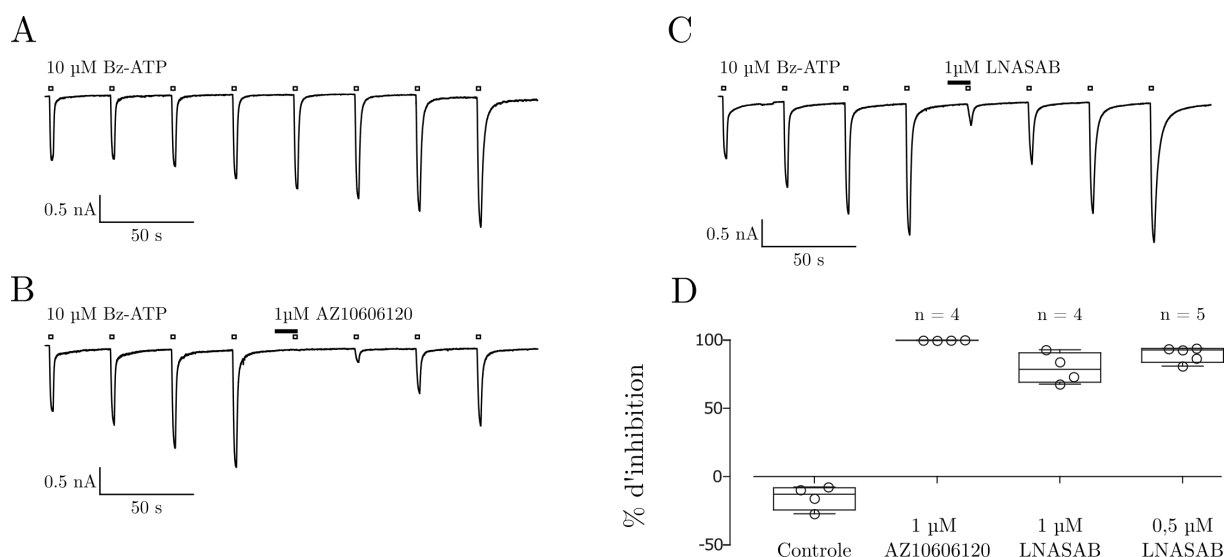 A
10 µM Bz-ATP
0.5 nA
50 s
B
10 µM Bz-ATP
1µM AZ10606120
0.5 nA
50 s
C
10 µM Bz-ATP
1µM LNASAB
0.5 nA
50 s
D
n = 4
n = 4
n = 5
100
50
0
-50
% d'inhibition
Controle
1 µM
AZ10606120
1 µM
LNASAB
0,5 µM
LNASAB